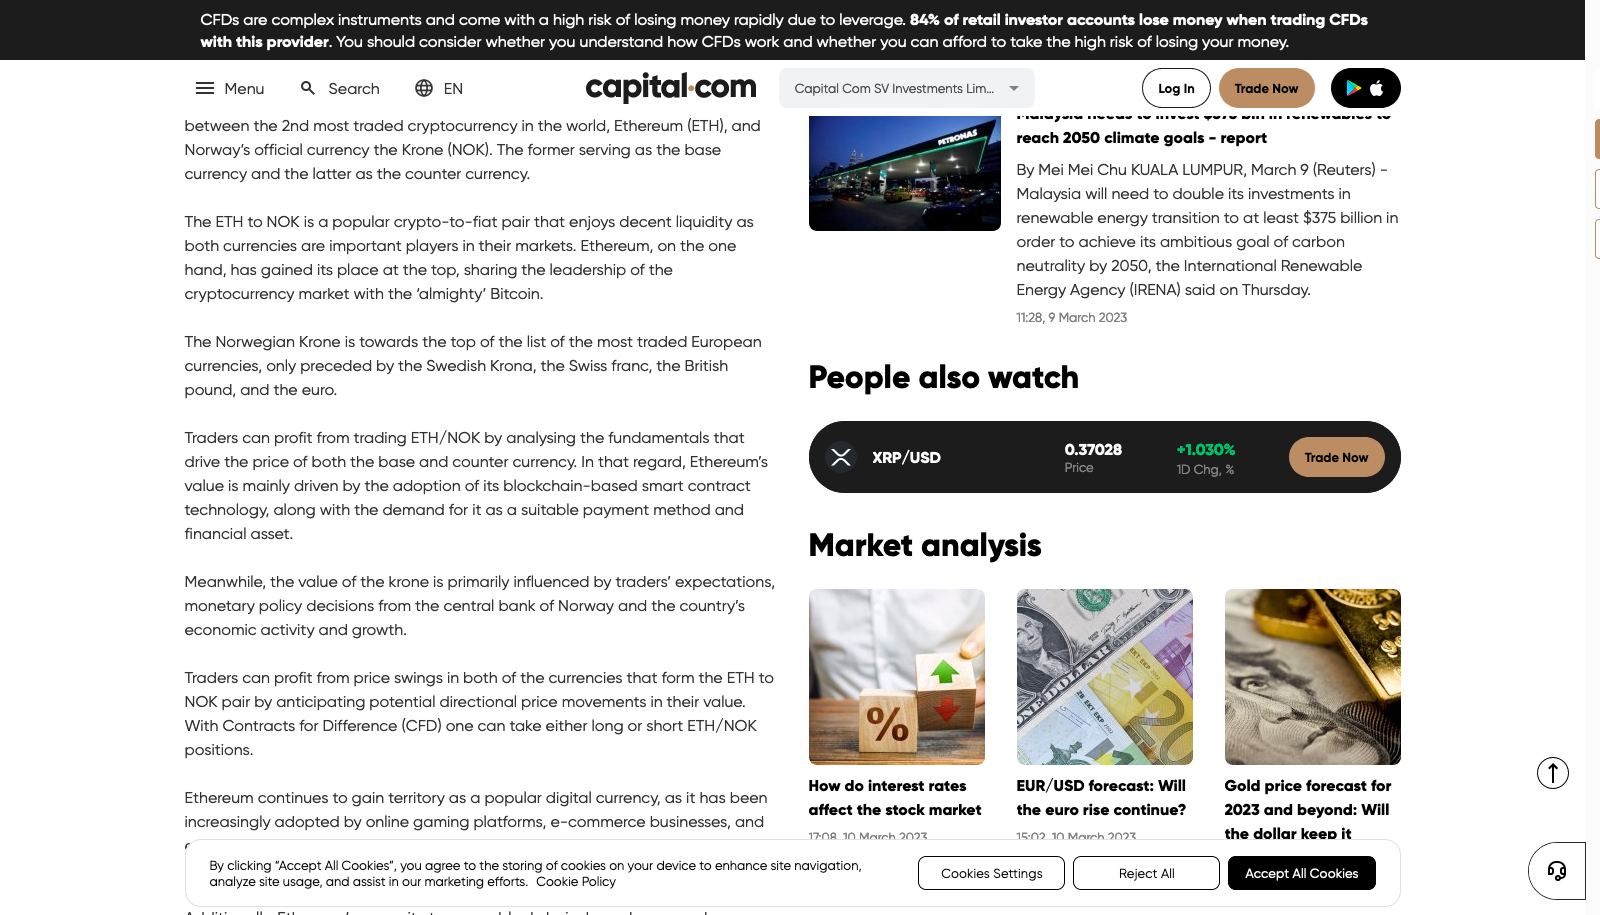 CFDs are complex instruments and come with a high risk of losing money rapidly due to leverage. 84% of retail investor accounts lose money when trading CFDs
with this provider. You should consider whether you understand how CFDs work and whether you can afford to take the high risk of losing your money.
Menu
Search
EN
capital.com
Capital Com SV Investments Lim...
Log In
Trade Now
between the 2nd most traded cryptocurrency in the world, Ethereum (ETH), and
Norway's official currency the Krone (NOK). The former serving as the base
currency and the latter as the counter currency.
The ETH to NOK is a popular crypto-to-fiat pair that enjoys decent liquidity as
both currencies are important players in their markets. Ethereum, on the one
hand, has gained its place at the top, sharing the leadership of the
cryptocurrency market with the ‘almighty’ Bitcoin.
The Norwegian Krone is towards the top of the list of the most traded European
currencies, only preceded by the Swedish Krona, the Swiss franc, the British
pound, and the euro.
Traders can profit from trading ETH/NOK by analysing the fundamentals that
drive the price of both the base and counter currency. In that regard, Ethereum’s
value is mainly driven by the adoption of its blockchain-based smart contract
technology, along with the demand for it as a suitable payment method and
financial asset.
Meanwhile, the value of the krone is primarily influenced by traders’ expectations,
monetary policy decisions from the central bank of Norway and the country’s
economic activity and growth.
Traders can profit from price swings in both of the currencies that form the ETH to
NOK pair by anticipating potential directional price movements in their value.
With Contracts for Difference (CFD) one can take either long or short ETH/NOK
positions.
Ethereum continues to gain territory as a popular digital currency, as it has been
increasingly adopted by online gaming platforms, e-commerce businesses, and
PETRONAS
Malaysia needs to invest $375 bln in renewables to
reach 2050 climate goals - report
By Mei Mei Chu KUALA LUMPUR, March 9 (Reuters) -
Malaysia will need to double its investments in
renewable energy transition to at least $375 billion in
order to achieve its ambitious goal of carbon
neutrality by 2050, the International Renewable
Energy Agency (IRENA) said on Thursday.
11:28, 9 March 2023
People also watch
XRP/USD
0.37028
Price
+1.030%
1D Chg, %
Trade Now
Market analysis
%
ONE DOLLAR
EKT EKP
20
How do interest rates
affect the stock market
17:08, 10 March 2023
EUR/USD forecast: Will
the euro rise continue?
15:02, 10 March 2023
Gold price forecast for
2023 and beyond: Will
the dollar keep it
By clicking “Accept All Cookies”, you agree to the storing of cookies on your device to enhance site navigation,
analyze site usage, and assist in our marketing efforts. Cookie Policy
Cookies Settings
Reject All
Accept All Cookies